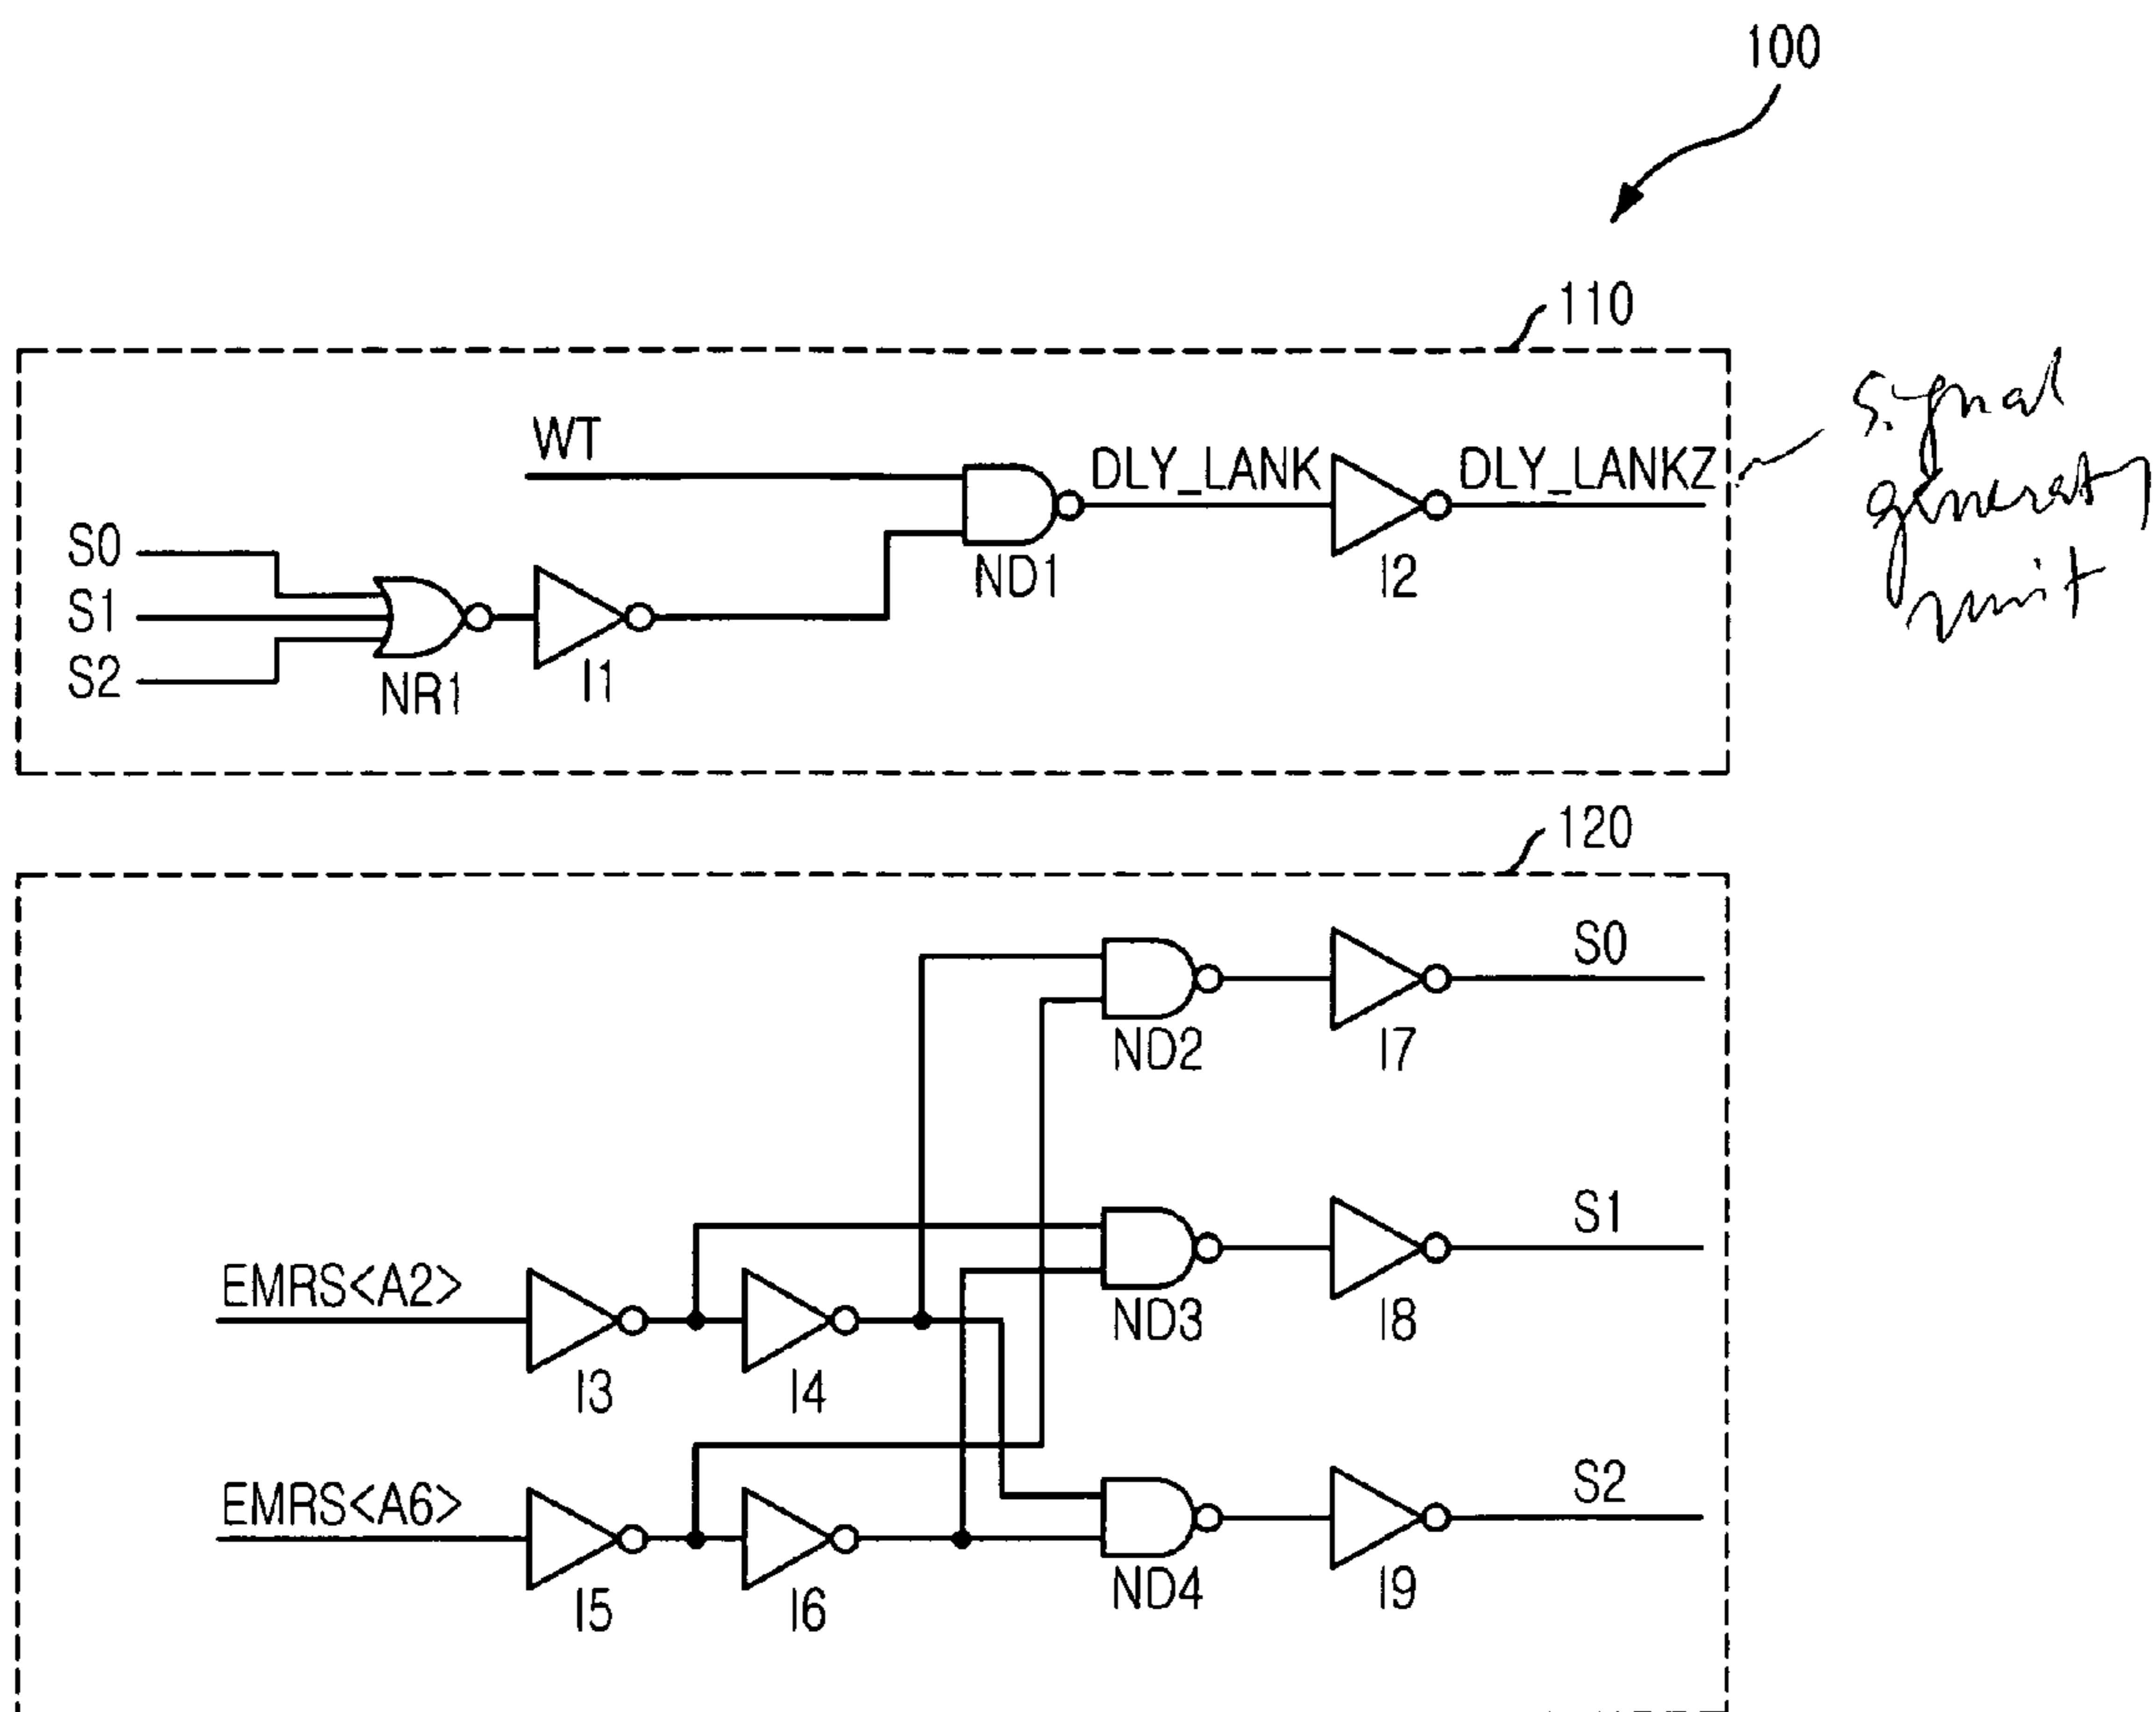 100
110
WT
DLY_LANK
DLY_LANKZ
S0
S1
S2
NR1
I1
ND1
I2
signal
generating
unit
120
S0
ND2
I7
S1
EMRS<A2>
ND3
I8
I3
I4
S2
EMRS<A6>
ND4
I9
I5
I6